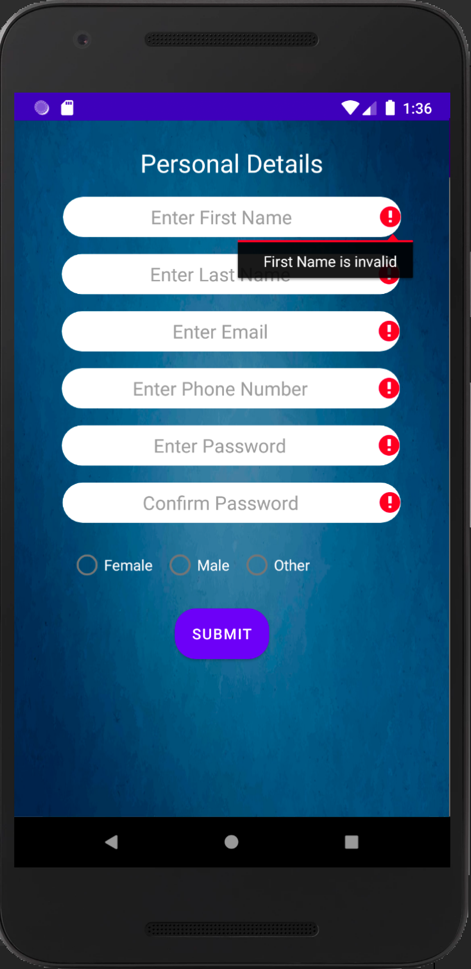 1:36
Personal Details
Enter First Name
First Name is invalid
Enter Last Name
Enter Email
Enter Phone Number
Enter Password
Confirm Password
Female Male Other
SUBMIT